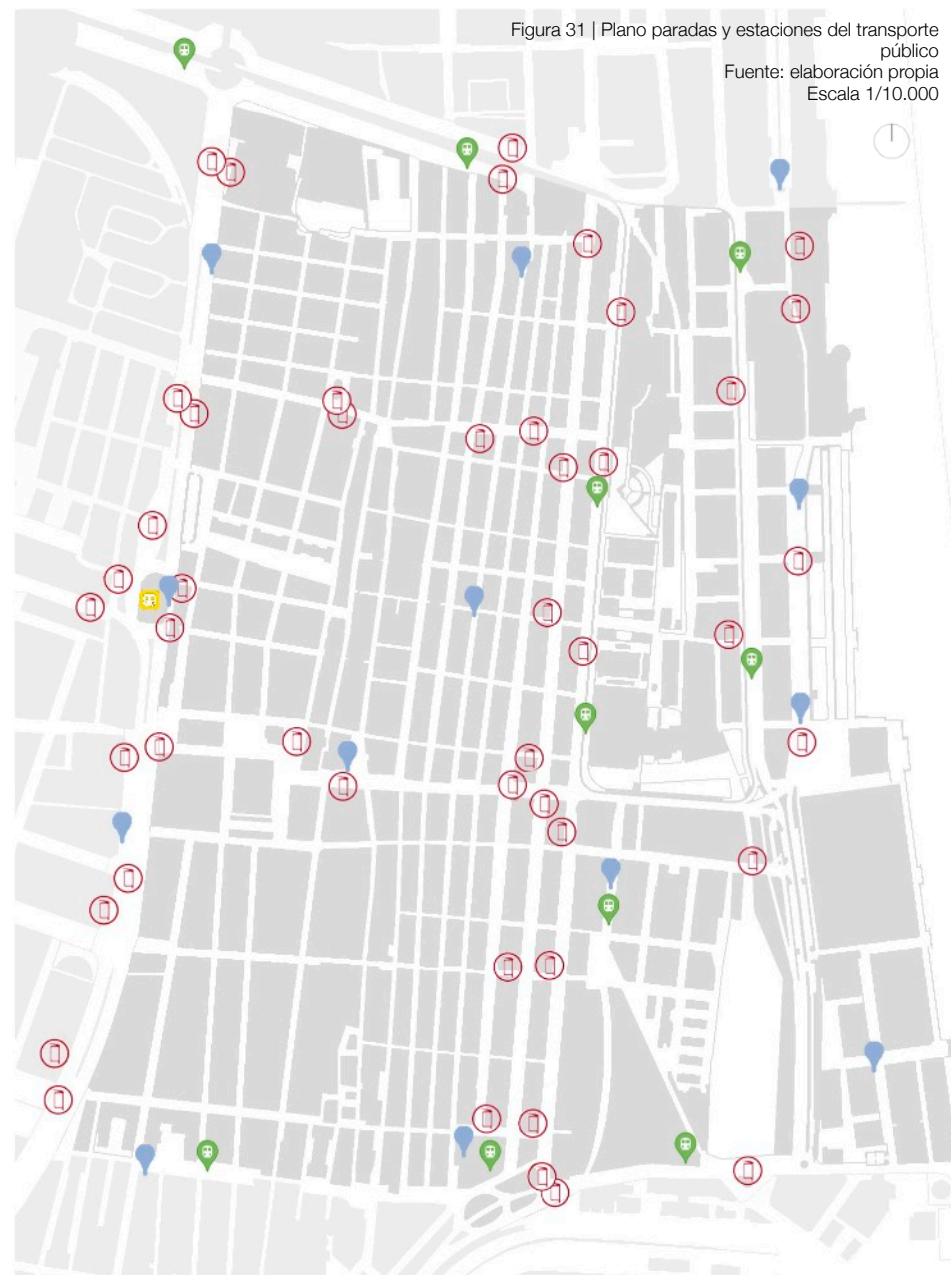 Figura 31 | Plano paradas y estaciones del transporte
público
Fuente: elaboración propia
Escala 1/10.000